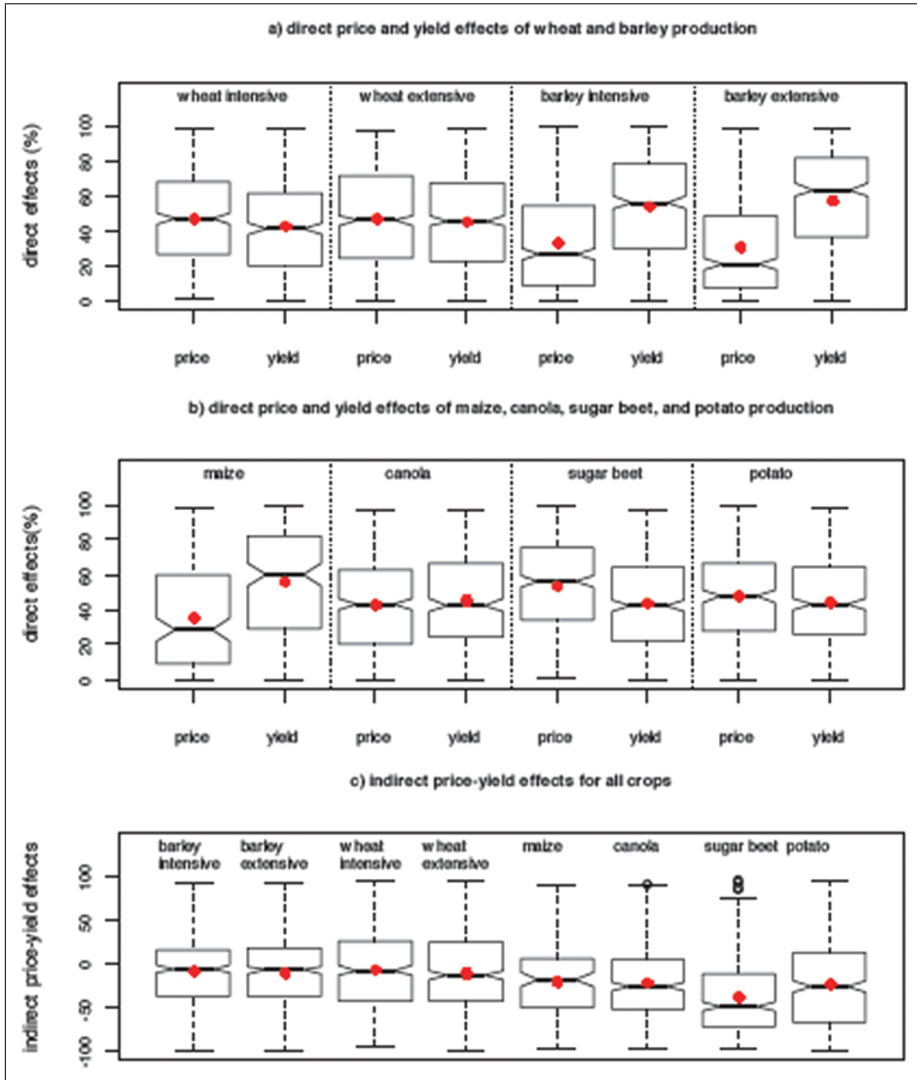 a) direct price and yield effects of wheat and barley production
wheat intensive wheat extensive barley intensive barley extensive
direct effects (%)
100
80
60
40
20
0
price yield price yield price yield price yield
b) direct price and yield effects of maize, canola, sugar beet, and potato production
maize canola sugar beet potato
direct effects(%)
100
80
60
40
20
0
price yield price yield price yield price yield
c) indirect price-yield effects for all crops
barley barley wheat wheat maize canola sugar beet potato
intensive extensive intensive extensive
indirect price-yield effects
100
50
0
-50
-100